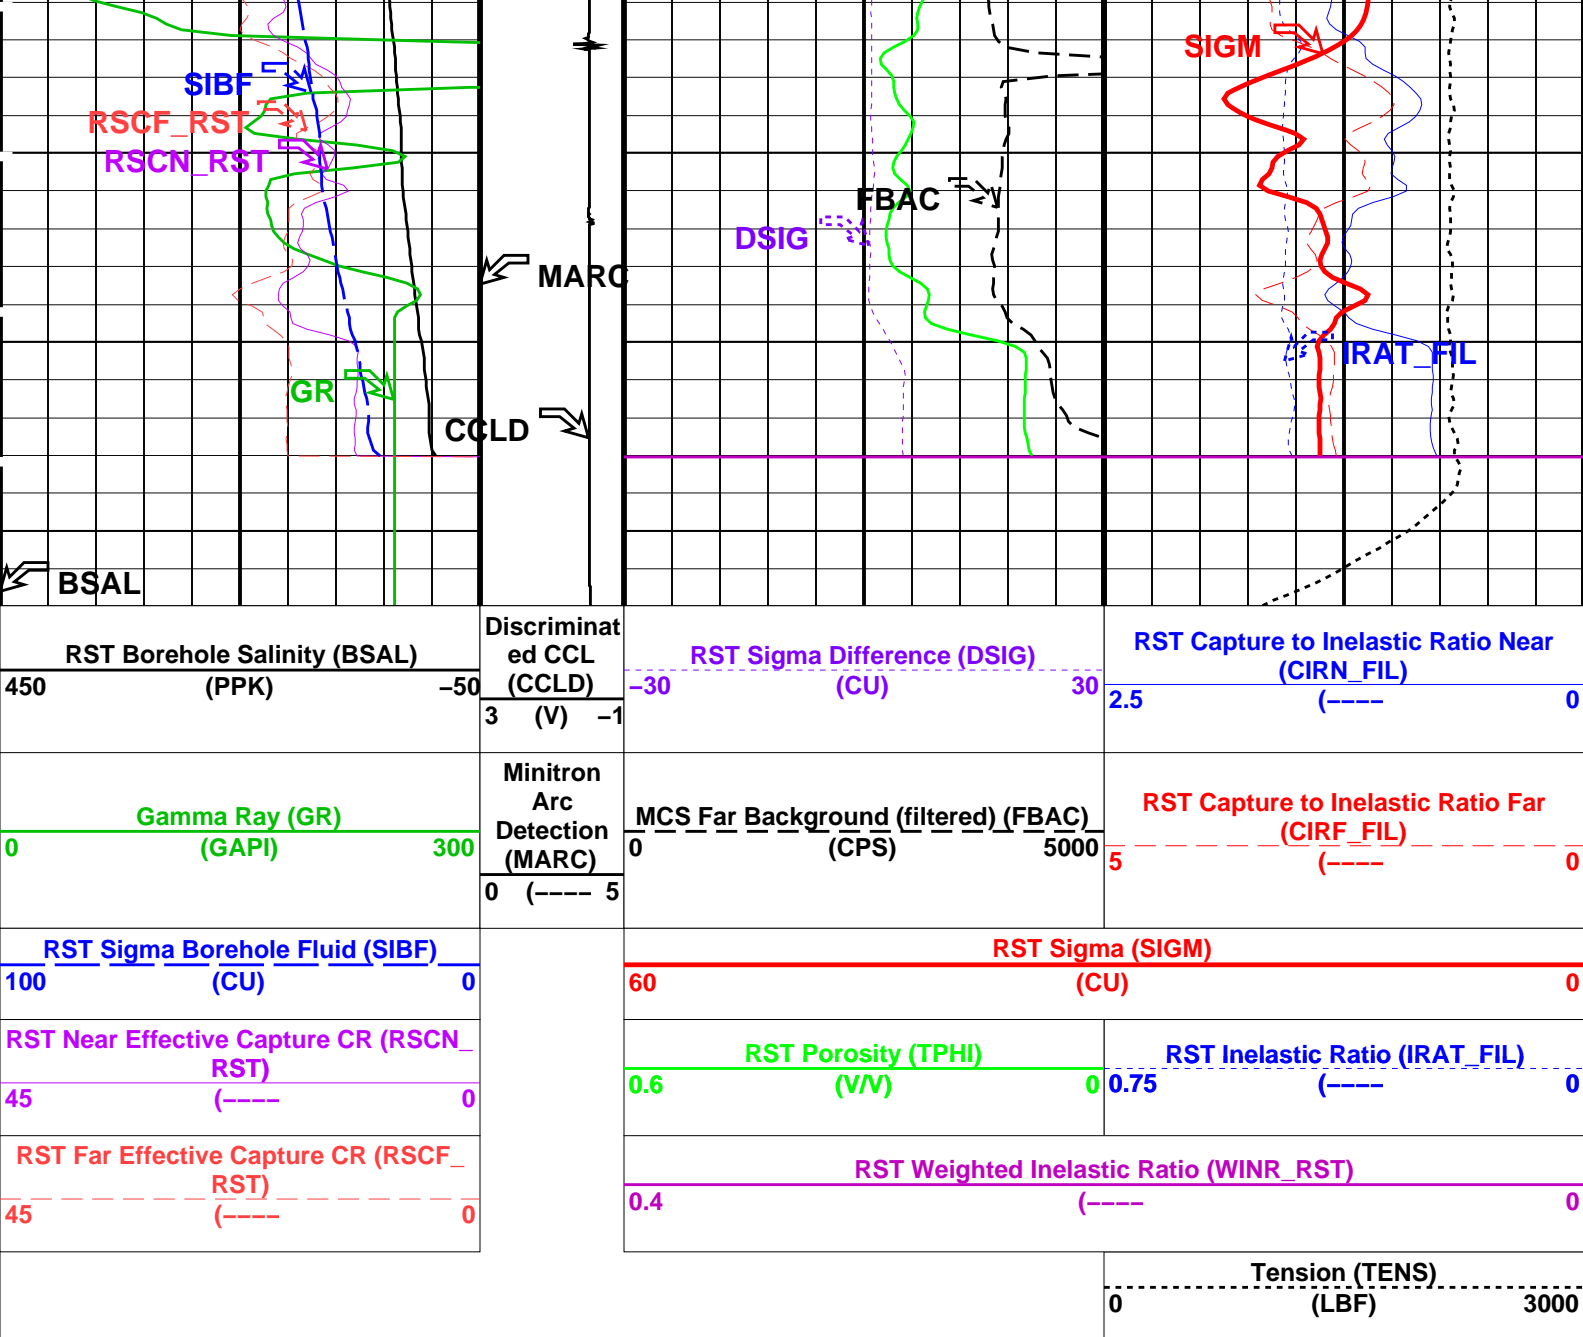 SIGM
SIBF
RSCF_RST
RSCN_RST
FBAC
DSIG
MARC
IRAT_FIL
GR
CCLD
BSAL
RST Borehole Salinity (BSAL)
450 (PPK) −50
Discriminat
ed CCL
(CCLD)
3 (V) −1
RST Sigma Difference (DSIG)
−30 (CU) 30
RST Capture to Inelastic Ratio Near
(CIRN_FIL)
2.5 (−−−− 0
Gamma Ray (GR)
0 (GAPI) 300
Minitron
Arc
Detection
(MARC)
0 (−−−− 5
MCS Far Background (filtered) (FBAC)
0 (CPS) 5000
RST Capture to Inelastic Ratio Far
(CIRF_FIL)
5 (−−−− 0
RST Sigma Borehole Fluid (SIBF)
100 (CU) 0
RST Sigma (SIGM)
60 (CU) 0
RST Near Effective Capture CR (RSCN_
RST)
45 (−−−− 0
RST Porosity (TPHI)
0.6 (V/V) 0
RST Inelastic Ratio (IRAT_FIL)
0.75 (−−−− 0
RST Far Effective Capture CR (RSCF_
RST)
45 (−−−− 0
RST Weighted Inelastic Ratio (WINR_RST)
0.4 (−−−− 0
Tension (TENS)
0 (LBF) 3000